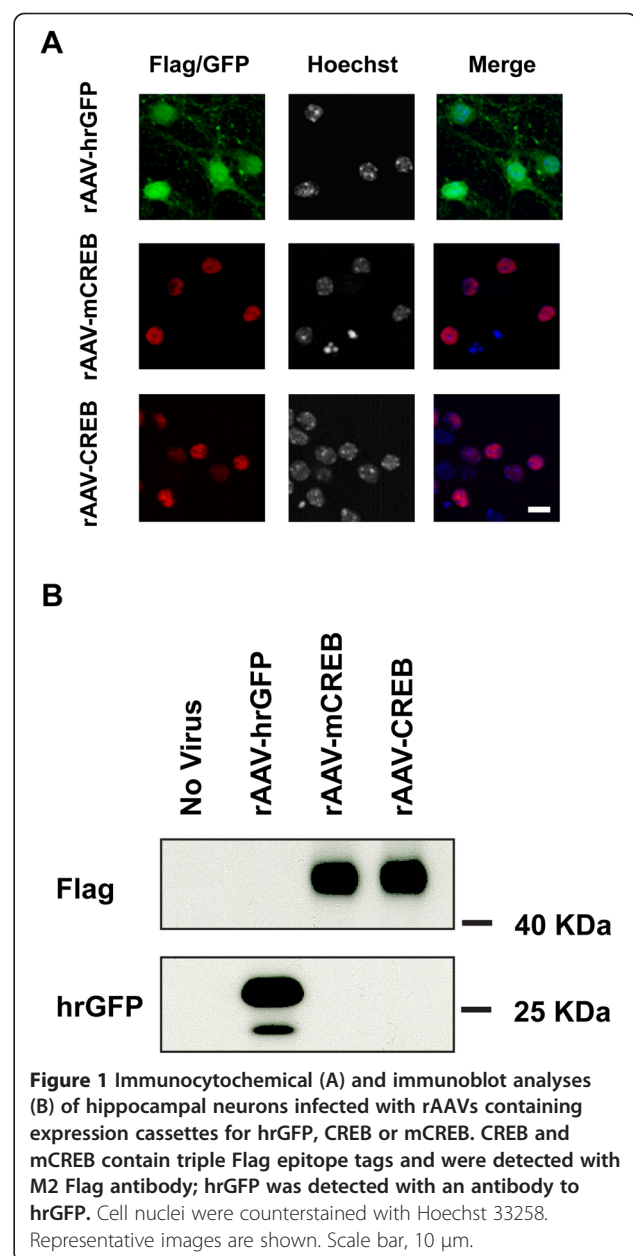 A
Flag/GFP Hoechst Merge
rAAV-hrGFP
rAAV-mCREB
rAAV-CREB
B
No Virus rAAV-hrGFP rAAV-mCREB rAAV-CREB
Flag
40 KDa
hrGFP
25 KDa
Figure 1 Immunocytochemical (A) and immunoblot analyses
(B) of hippocampal neurons infected with rAAVs containing
expression cassettes for hrGFP, CREB or mCREB. CREB and
mCREB contain triple Flag epitope tags and were detected with
M2 Flag antibody; hrGFP was detected with an antibody to
hrGFP. Cell nuclei were counterstained with Hoechst 33258.
Representative images are shown. Scale bar, 10 μm.